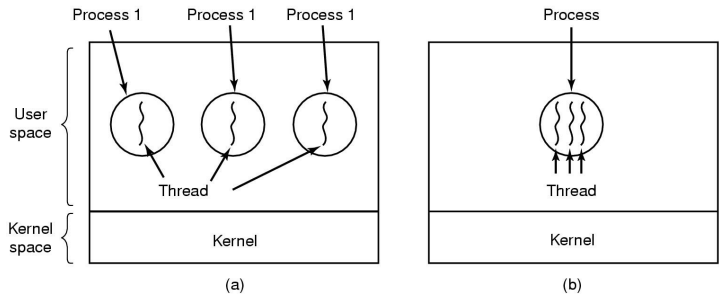 Process 1
Process 1
Process 1
Process
User
space
Thread
Thread
Kernel
space
Kernel
Kernel
(a)
(b)